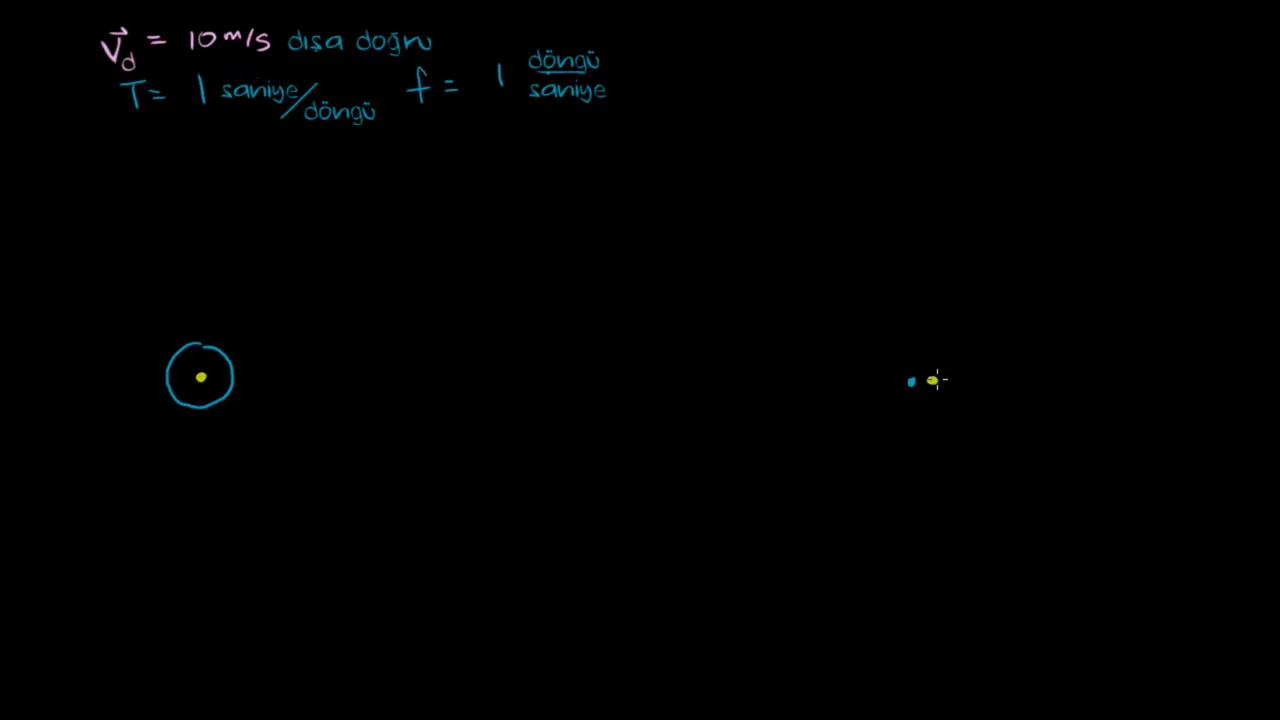 v⃗d = 10 m/s dışa doğru
T = 1 saniye/döngü f = 1 döngü/saniye